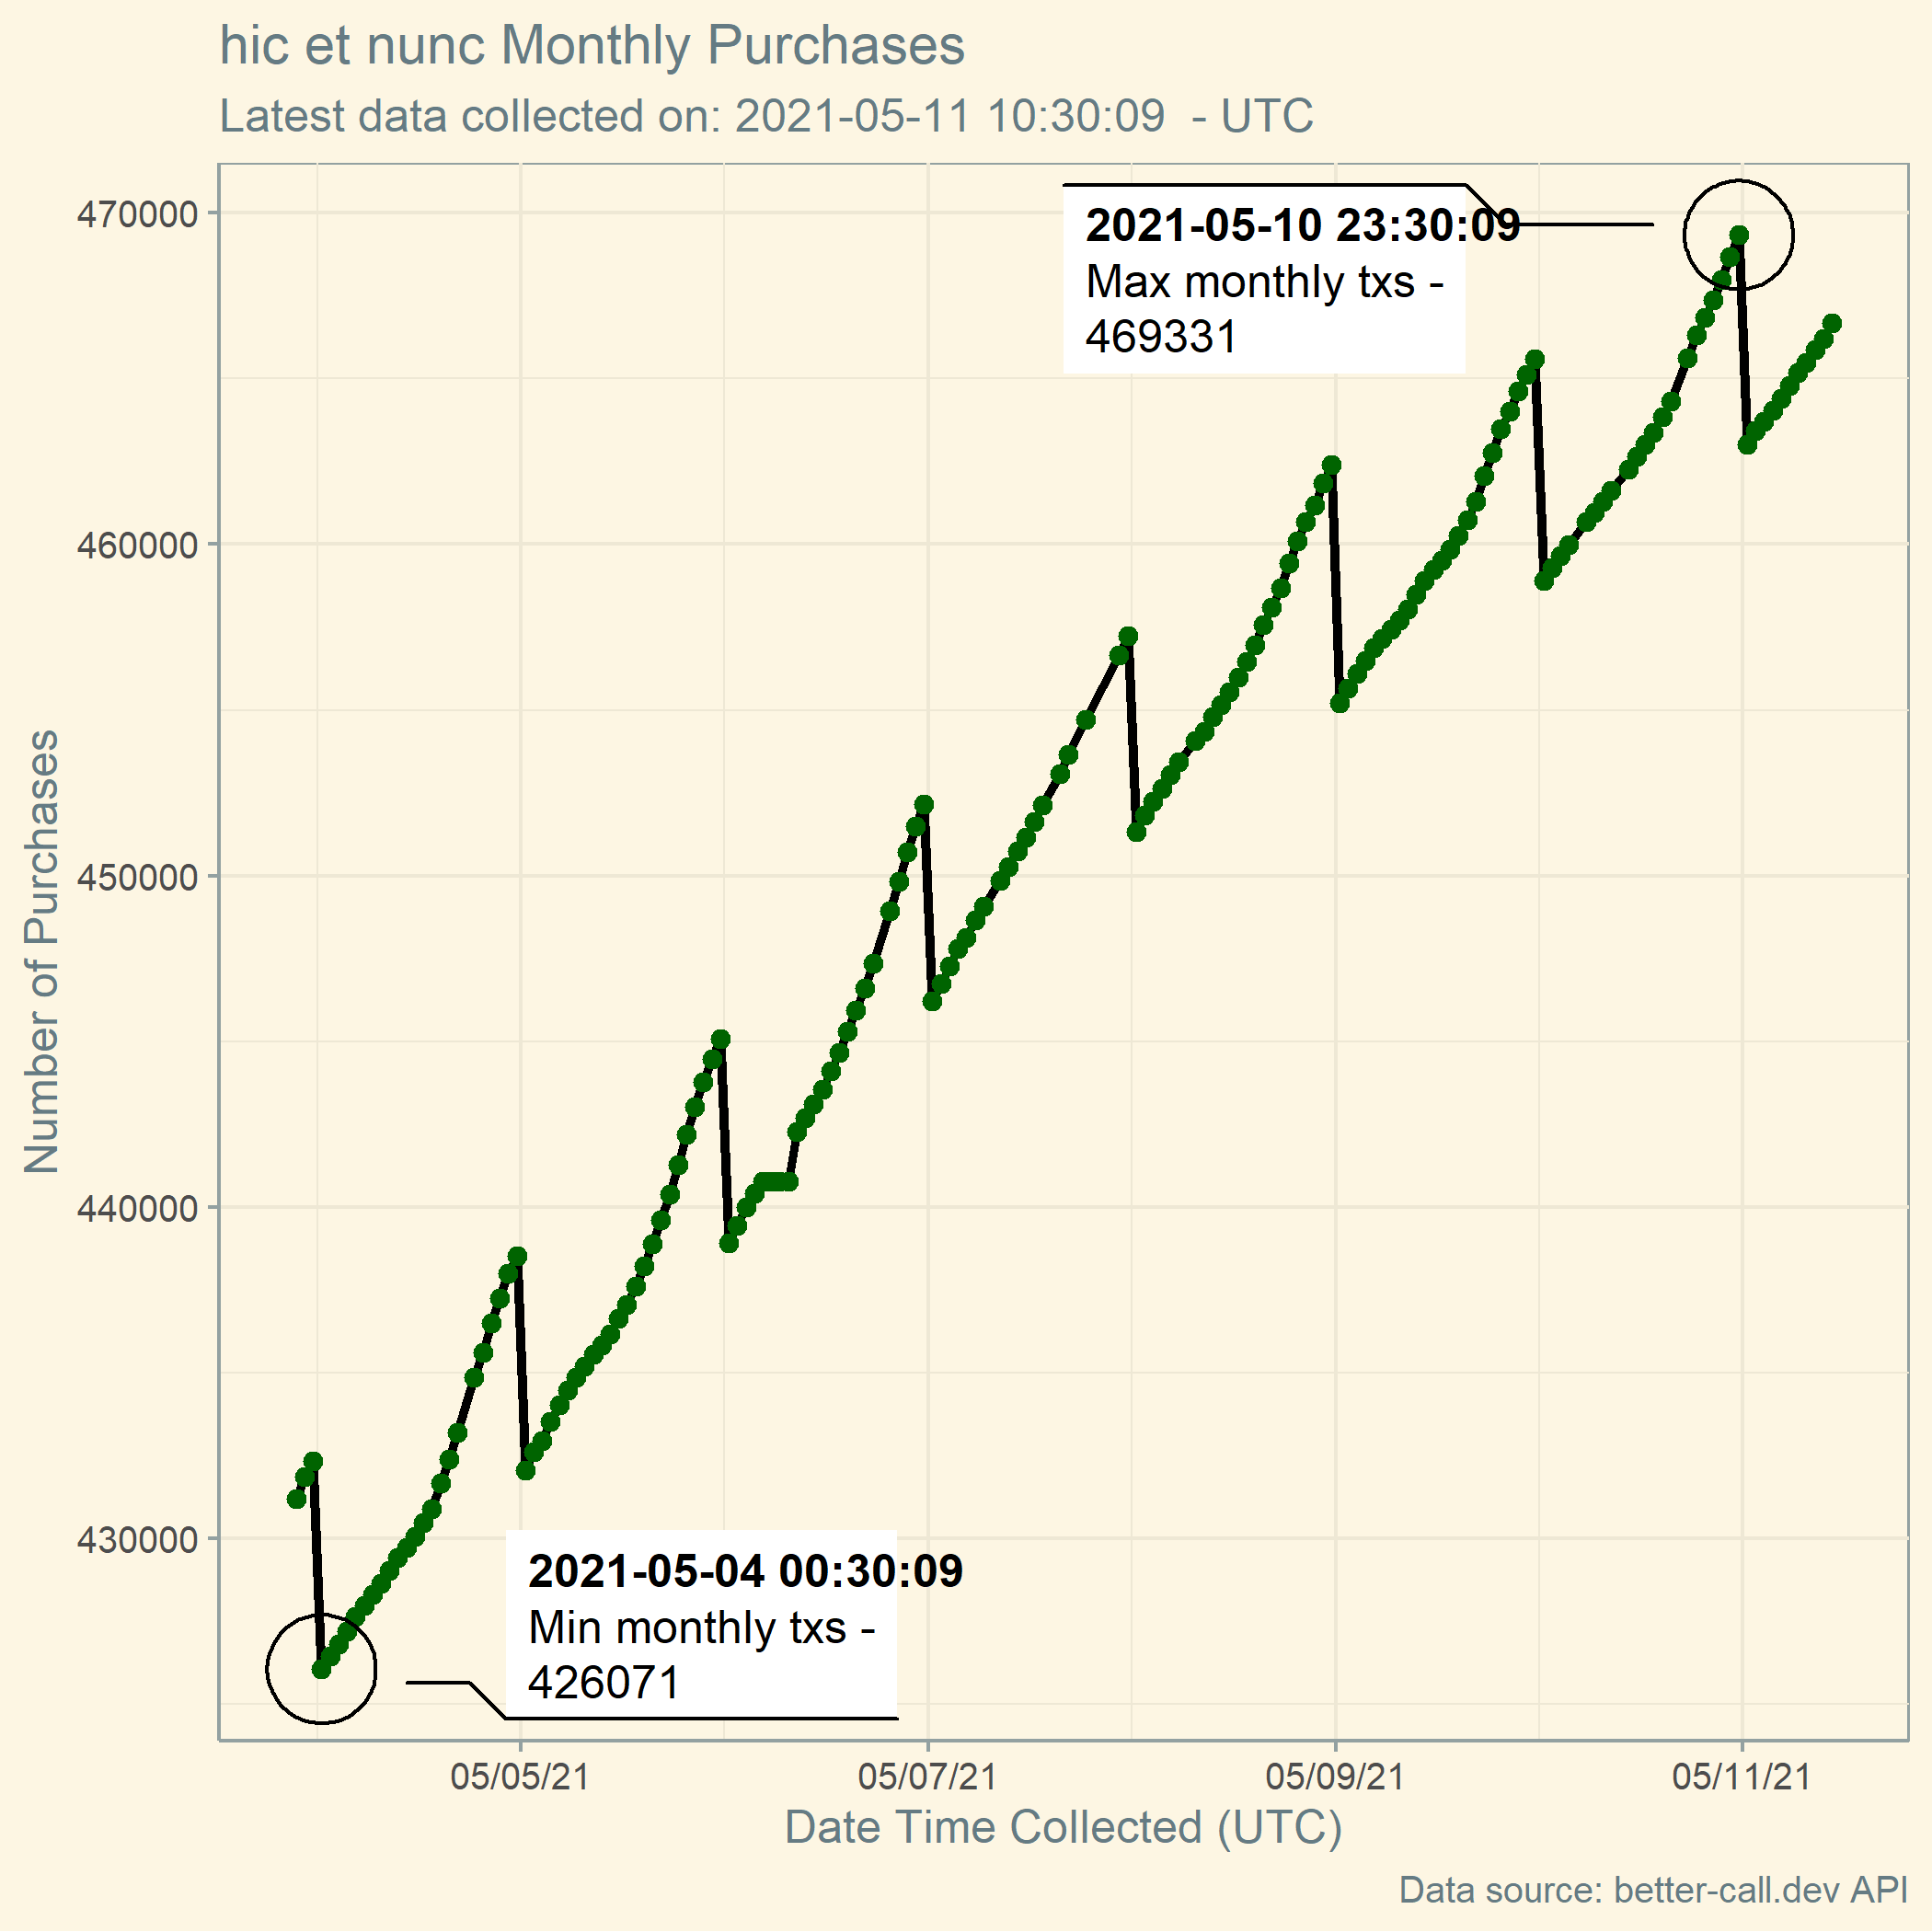 hic et nunc Monthly Purchases
Latest data collected on: 2021-05-11 10:30:09  - UTC
470000
460000
450000
440000
430000
Number of Purchases
2021-05-10 23:30:09
Max monthly txs -
469331
2021-05-04 00:30:09
Min monthly txs -
426071
05/05/21
05/07/21
05/09/21
05/11/21
Date Time Collected (UTC)
Data source: better-call.dev API